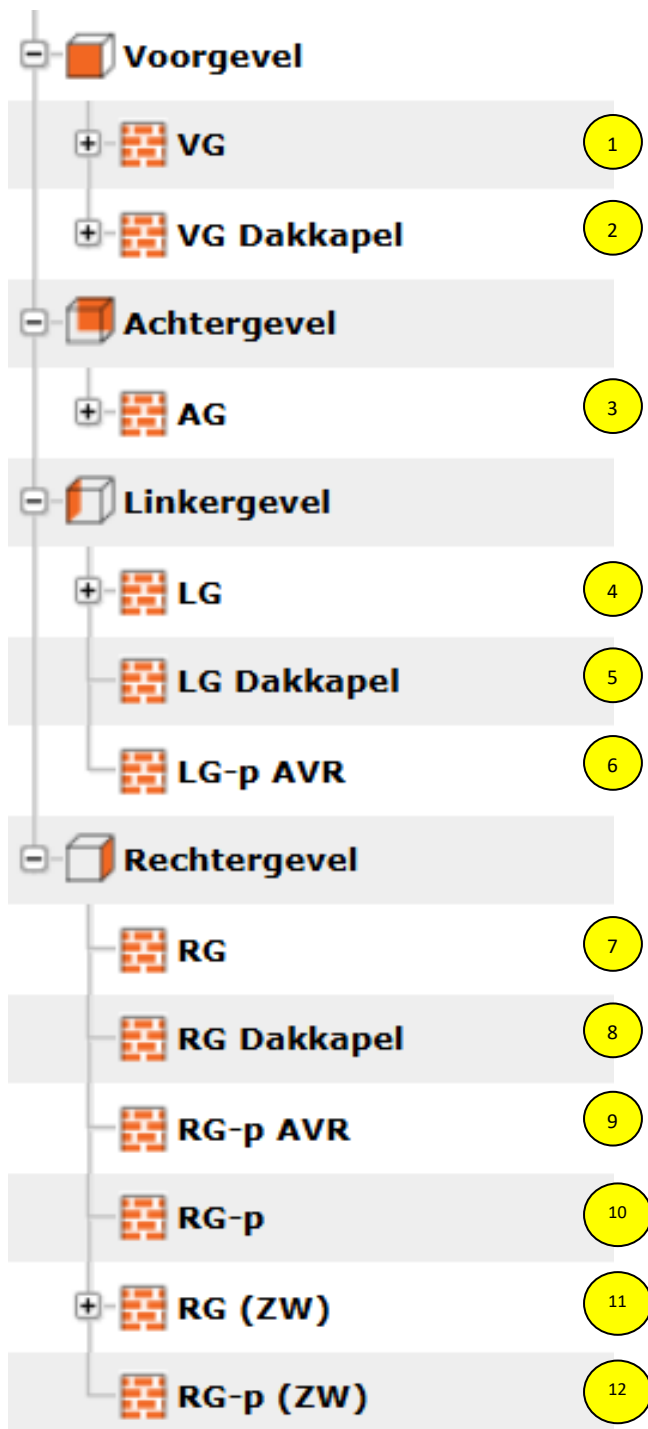 Voorgevel
VG 1
VG Dakkapel 2
Achtergevel
AG 3
Linkergevel
LG 4
LG Dakkapel 5
LG-p AVR 6
Rechtergevel
RG 7
RG Dakkapel 8
RG-p AVR 9
RG-p 10
RG (ZW) 11
RG-p (ZW) 12